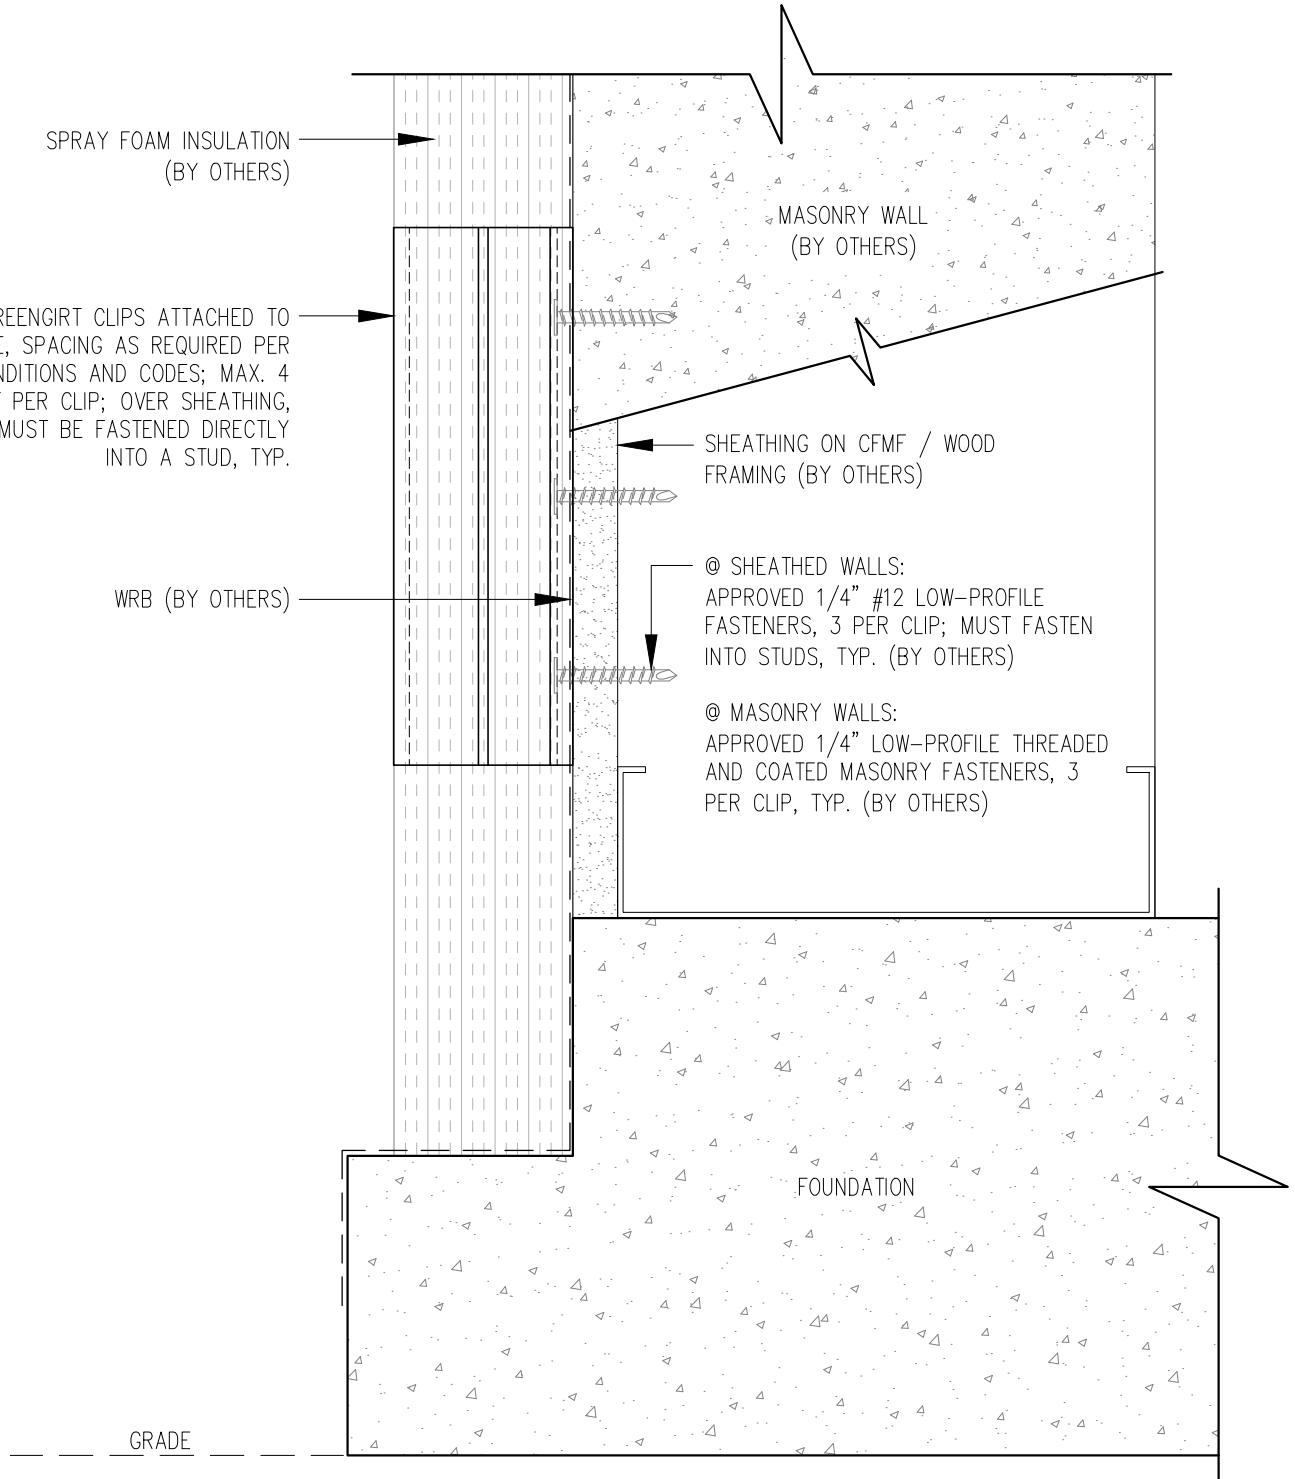 SPRAY FOAM INSULATION
(BY OTHERS)
MASONRY WALL
(BY OTHERS)
CLIPS ATTACHED TO
SPACING AS REQUIRED PER
AND CODES; MAX. 4
PER CLIP; OVER SHEATHING,
MUST BE FASTENED DIRECTLY
INTO A STUD, TYP.
SHEATHING ON CFMF / WOOD
FRAMING (BY OTHERS)
WRB (BY OTHERS)
@ SHEATHED WALLS:
APPROVED 1/4" #12 LOW-PROFILE
FASTENERS, 3 PER CLIP; MUST FASTEN
INTO STUDS, TYP. (BY OTHERS)
@ MASONRY WALLS:
APPROVED 1/4" LOW-PROFILE THREADED
AND COATED MASONRY FASTENERS, 3
PER CLIP, TYP. (BY OTHERS)
FOUNDATION
GRADE